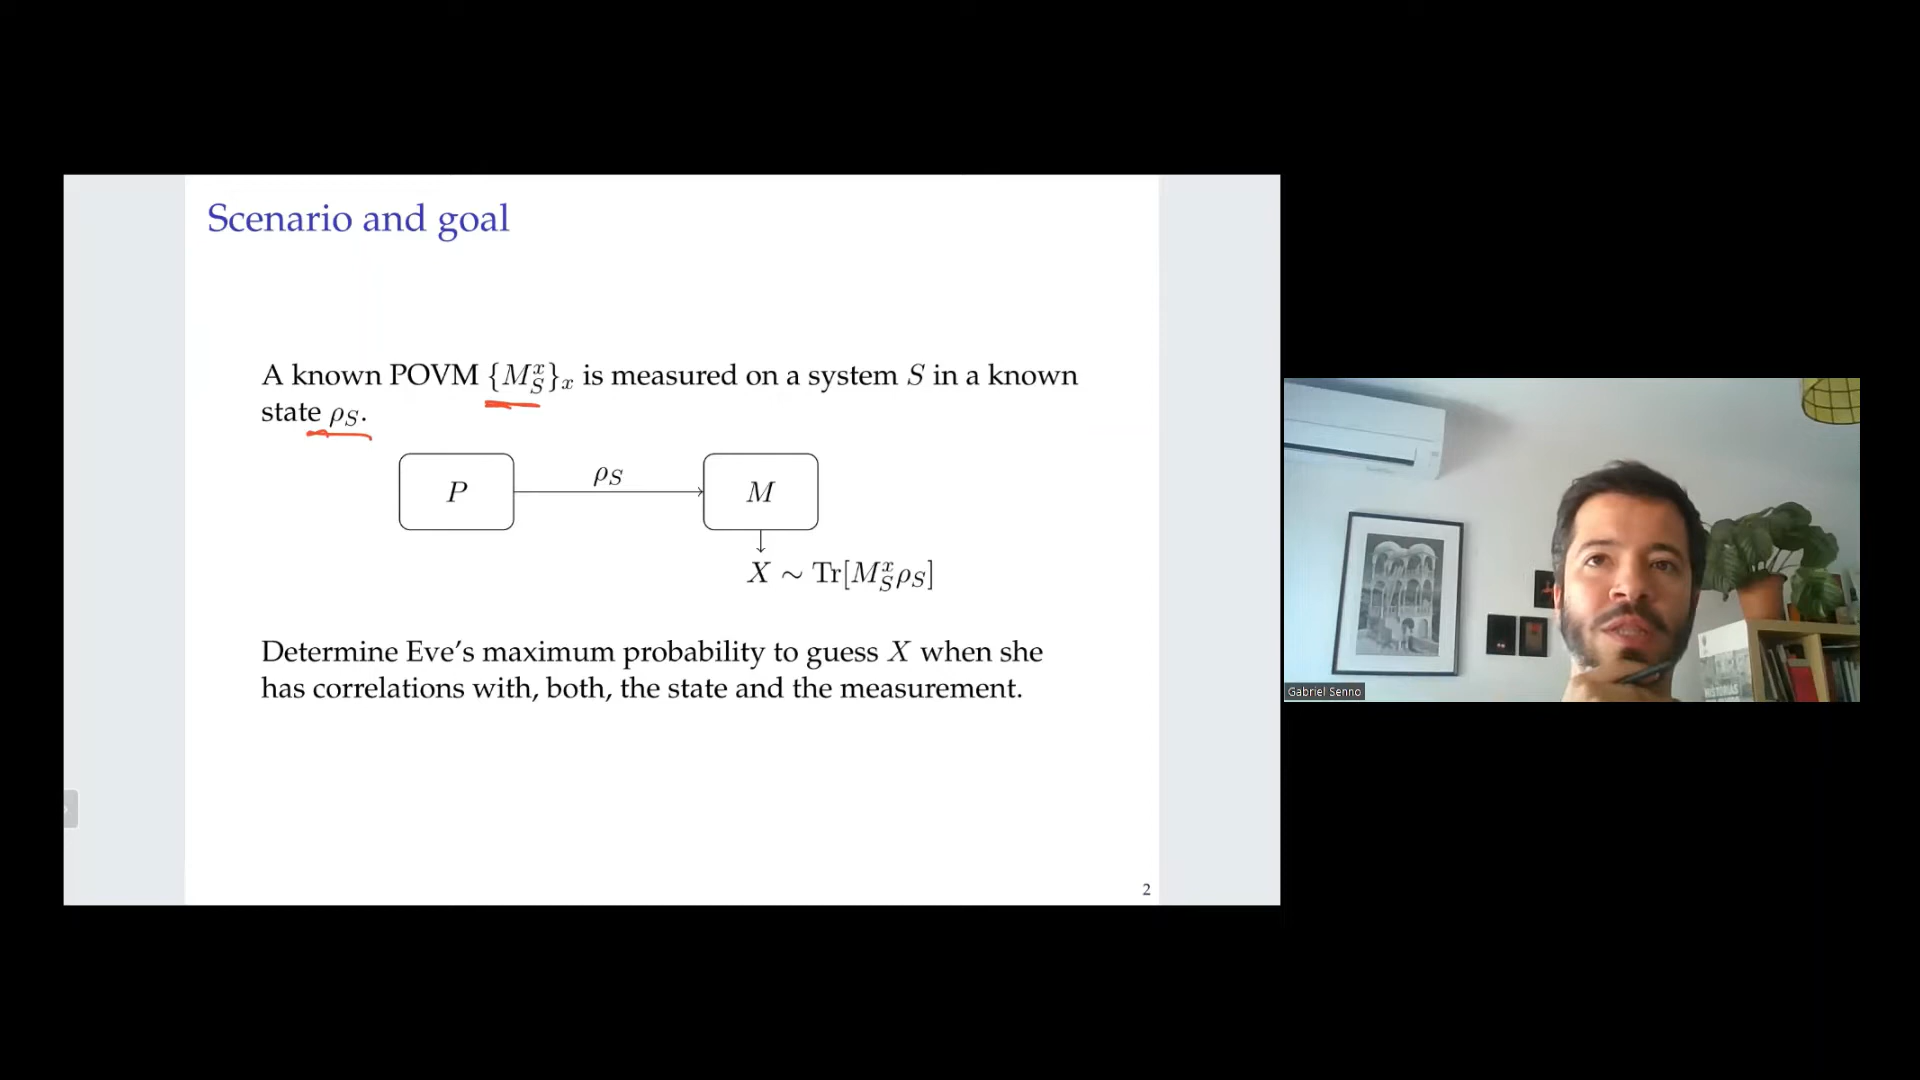 Scenario and goal
A known POVM {M_S^x}_x is measured on a system S in a known
state ρ_S.
P
ρ_S
M
X ∼ Tr[M_S^x ρ_S]
Determine Eve's maximum probability to guess X when she
has correlations with, both, the state and the measurement.
2
Gabriel Senno